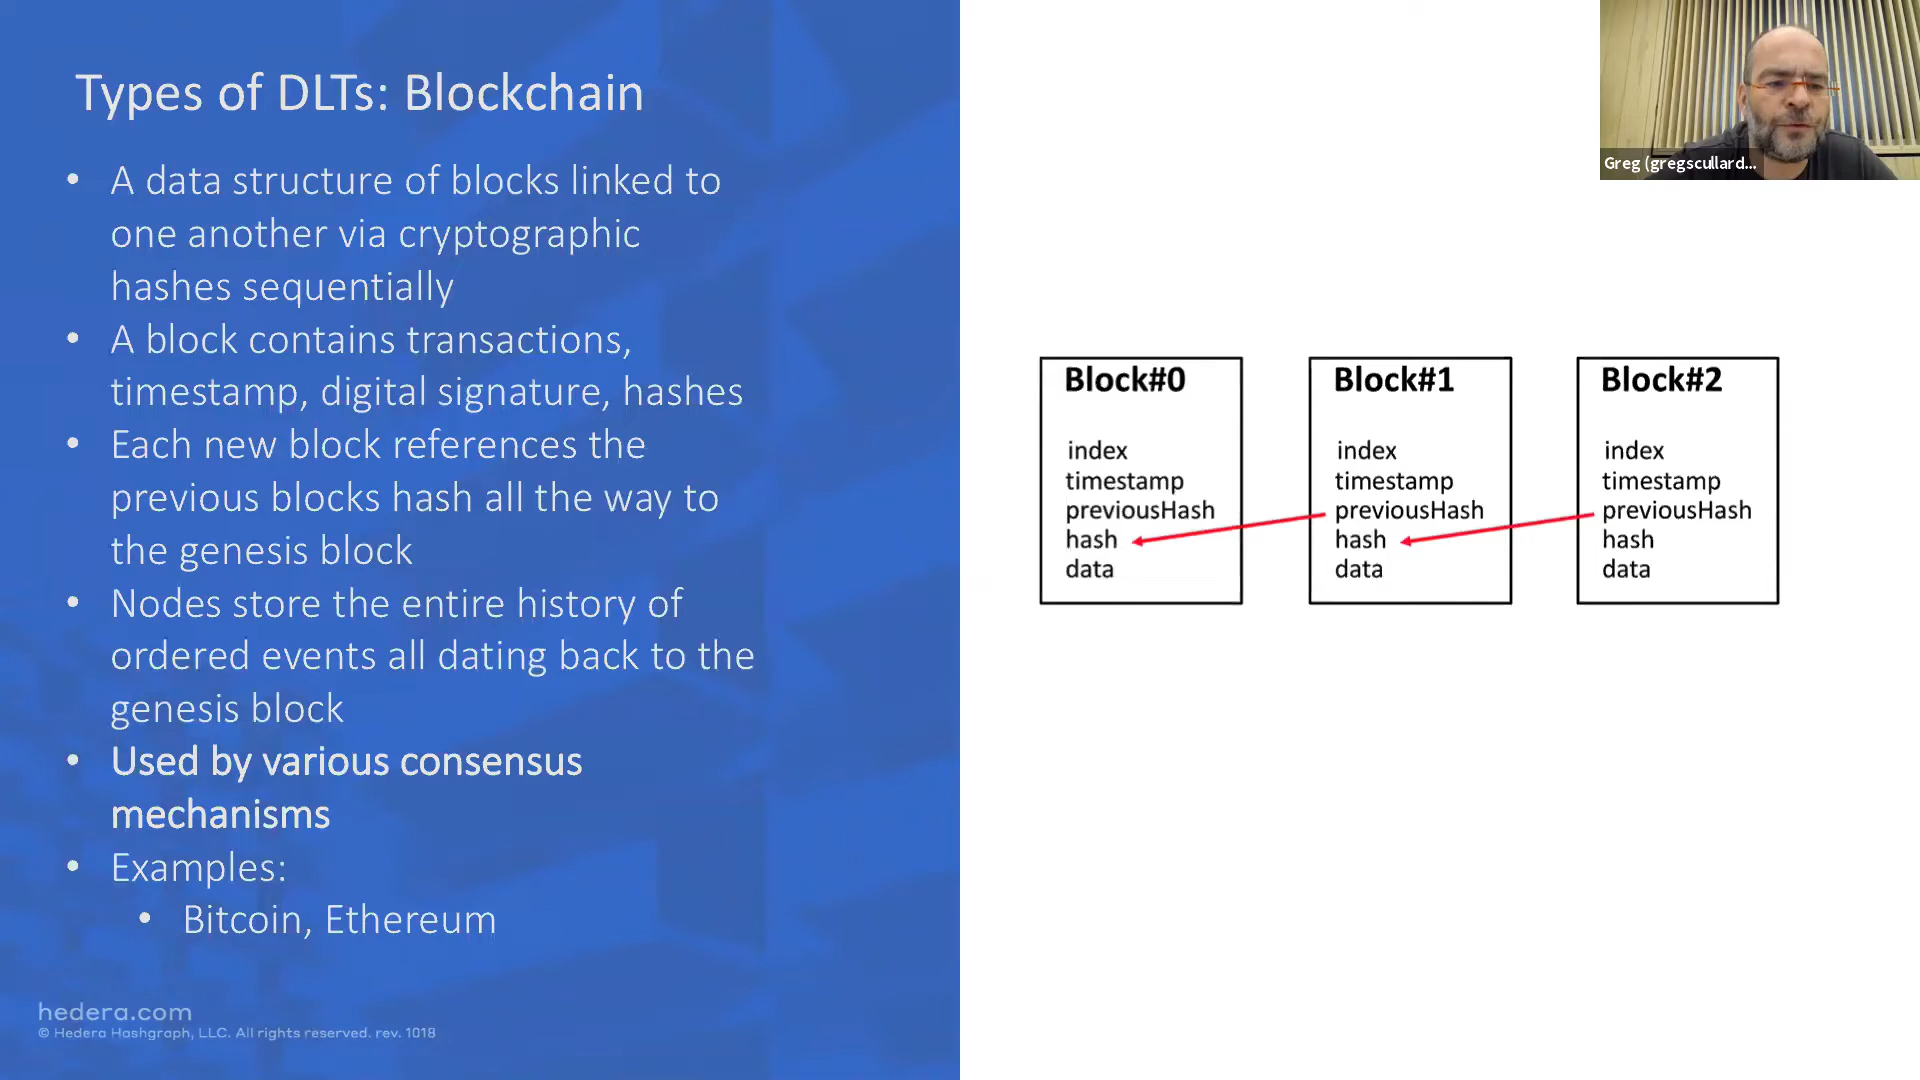 Types of DLTs: Blockchain
• A data structure of blocks linked to
one another via cryptographic
hashes sequentially
• A block contains transactions,
timestamp, digital signature, hashes
• Each new block references the
previous blocks hash all the way to
the genesis block
• Nodes store the entire history of
ordered events all dating back to the
genesis block
• Used by various consensus
mechanisms
• Examples:
• Bitcoin, Ethereum
hedera.com
© Hedera Hashgraph, LLC. All rights reserved. rev. 1018
Greg (gregscullard...
Block#0
index
timestamp
previousHash
hash
data
Block#1
index
timestamp
previousHash
hash
data
Block#2
index
timestamp
previousHash
hash
data